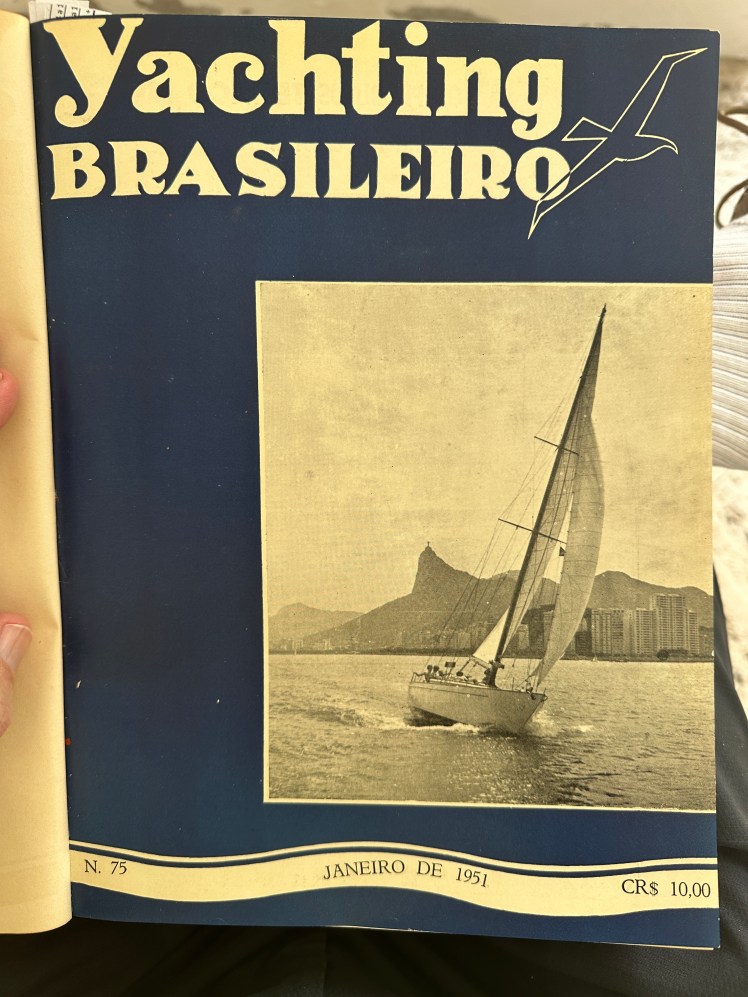 Yachting
BRASILEIRO
N. 75
JANEIRO DE 1951
CR$ 10,00